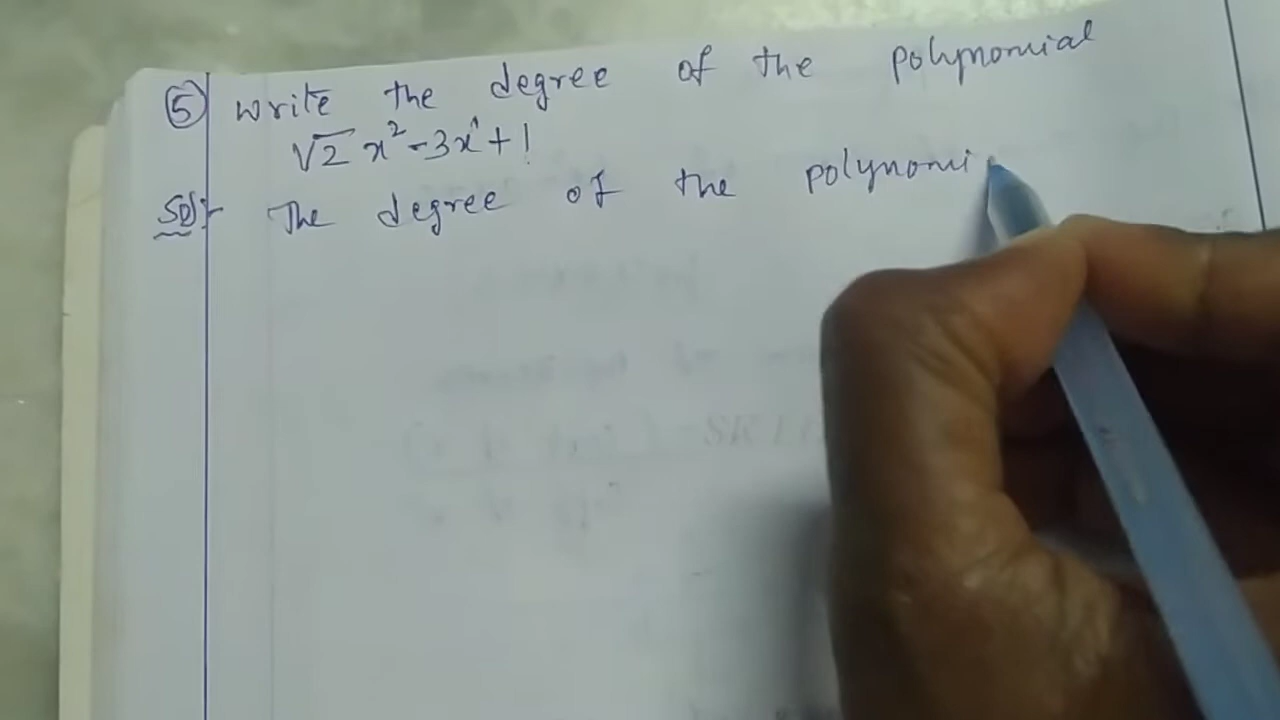 ⑤ Write the degree of the polynomial
√2 x² - 3x¹ + 1
Sol:- The degree of the polynomi